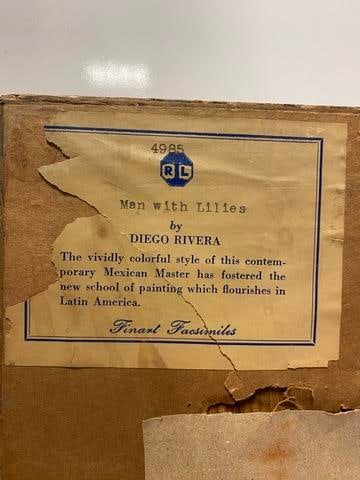 4985
RL
Man with Lilies
by
DIEGO RIVERA
The vividly colorful style of this contem-
porary Mexican Master has fostered the
new school of painting which flourishes in
Latin America.
Finart Facsimiles